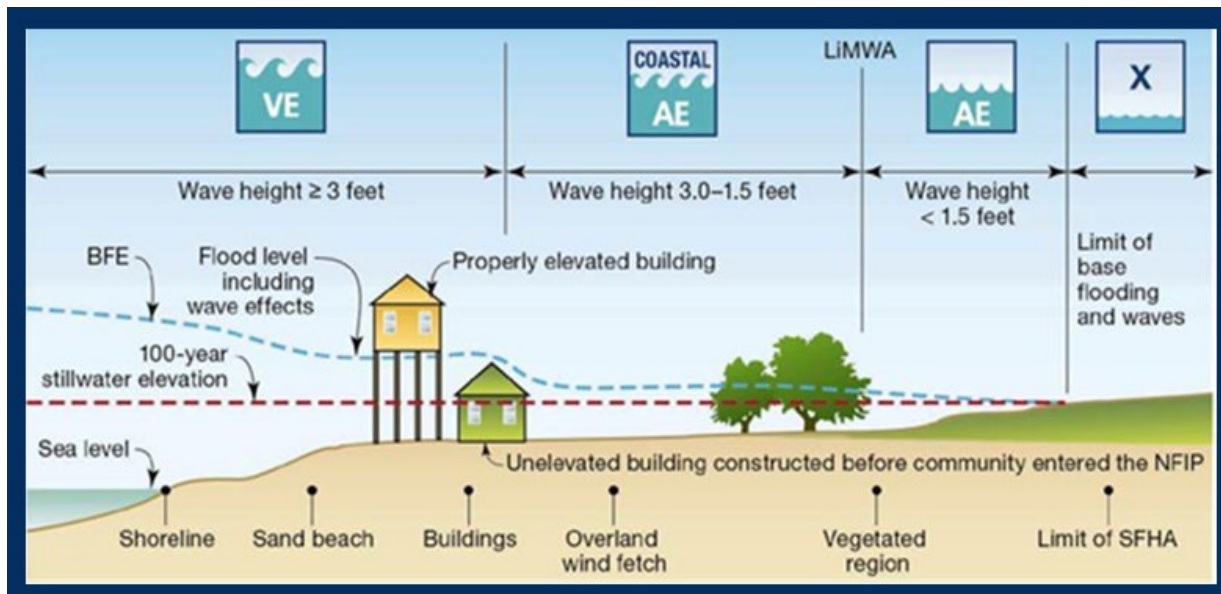 VE
COASTAL
AE
LiMWA
AE
X
Wave height ≥ 3 feet
Wave height 3.0–1.5 feet
Wave height
< 1.5 feet
BFE
Flood level
including
wave effects
Properly elevated building
Limit of
base
flooding
and waves
100-year
stillwater elevation
Sea level
Unelevated building constructed before community entered the NFIP
Shoreline
Sand beach
Buildings
Overland
wind fetch
Vegetated
region
Limit of SFHA